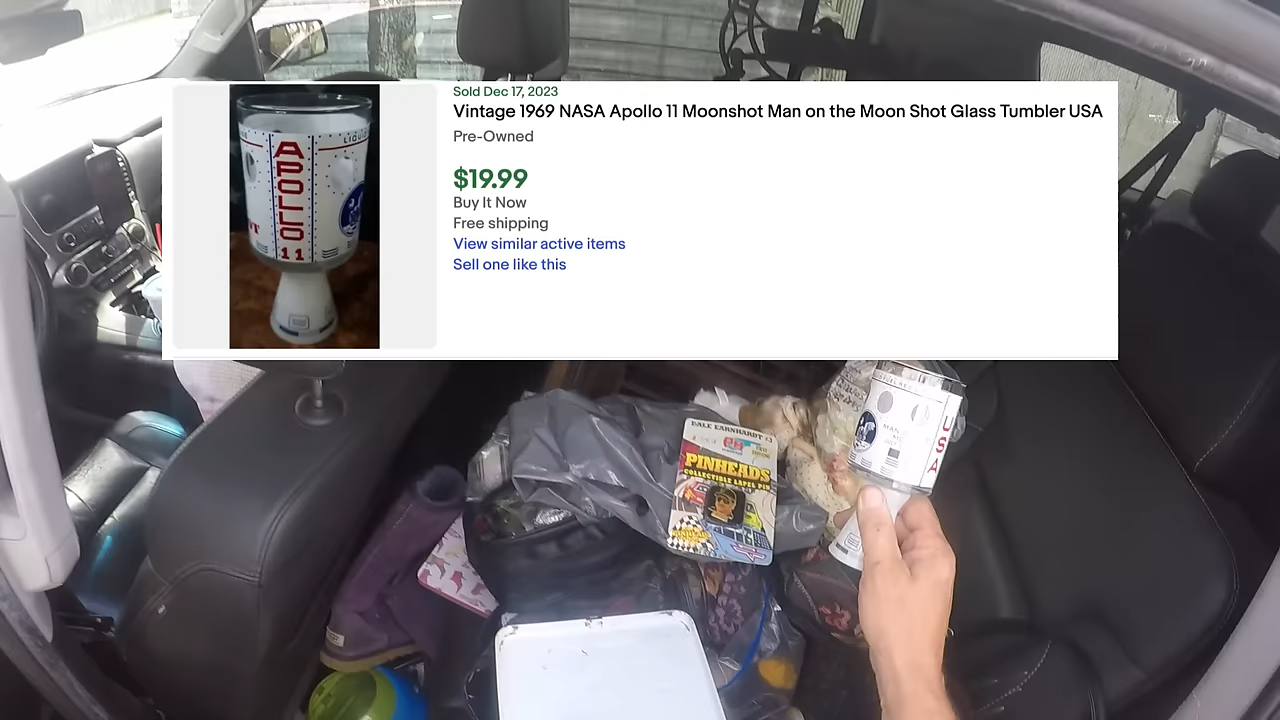 Sold Dec 17, 2023
Vintage 1969 NASA Apollo 11 Moonshot Man on the Moon Shot Glass Tumbler USA
Pre-Owned
$19.99
Buy It Now
Free shipping
View similar active items
Sell one like this
APOLLO
11
DALE EARNHARDT #3
PINHEADS
COLLECTIBLE LAPEL PIN
MAN
USA